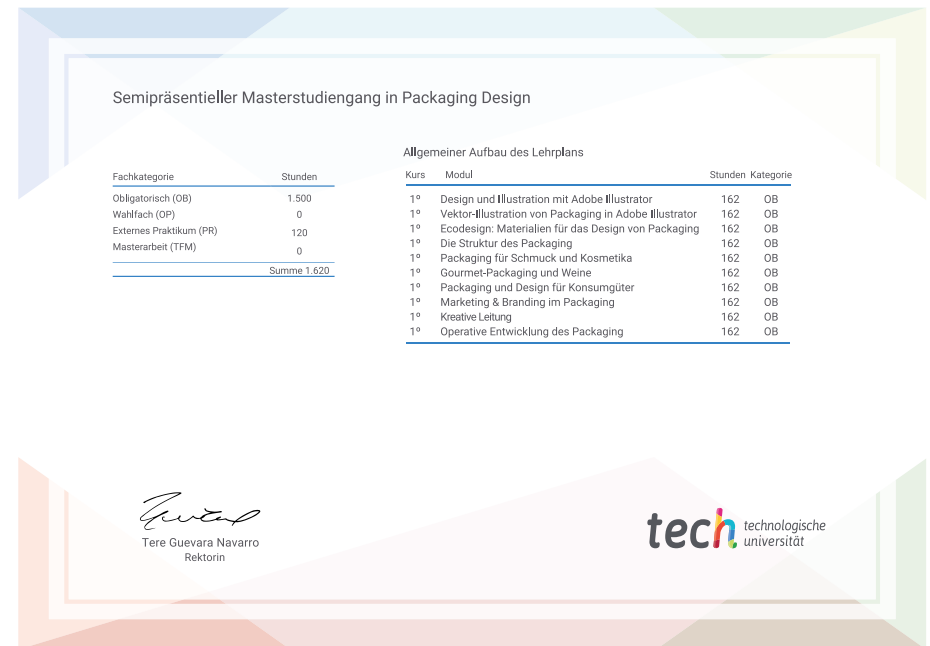 Semipräsentieller Masterstudiengang in Packaging Design
Fachkategorie Stunden
Obligatorisch (OB) 1.500
Wahlfach (OP) 0
Externes Praktikum (PR) 120
Masterarbeit (TFM) 0
Summe 1.620
Allgemeiner Aufbau des Lehrplans
Kurs Modul Stunden Kategorie
1º Design und Illustration mit Adobe Illustrator 162 OB
1º Vektor-Illustration von Packaging in Adobe Illustrator 162 OB
1º Ecodesign: Materialien für das Design von Packaging 162 OB
1º Die Struktur des Packaging 162 OB
1º Packaging für Schmuck und Kosmetika 162 OB
1º Gourmet-Packaging und Weine 162 OB
1º Packaging und Design für Konsumgüter 162 OB
1º Marketing & Branding im Packaging 162 OB
1º Kreative Leitung 162 OB
1º Operative Entwicklung des Packaging 162 OB
Tere Guevara Navarro
Rektorin
tech technologische
universität